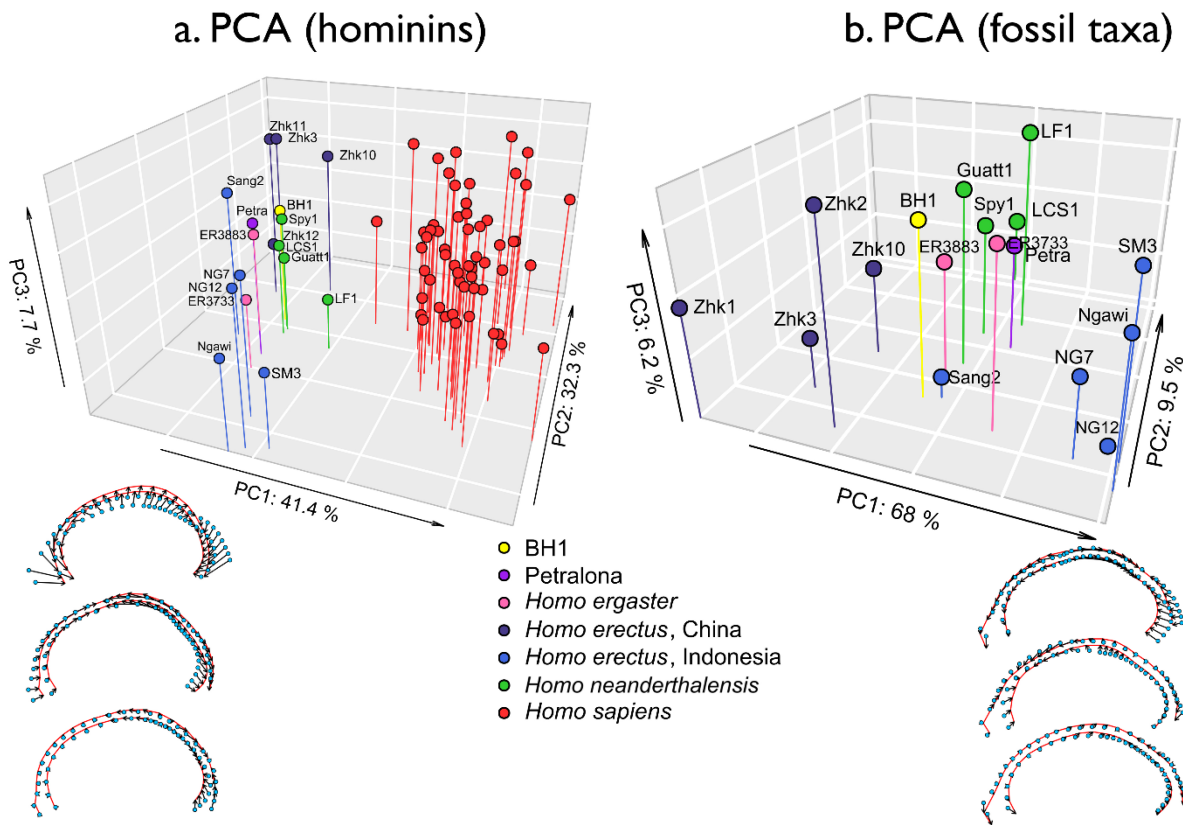 a. PCA (hominins)
Zhk11
Zhk3
Zhk10
Sang2
BH1
Petra
Spy1
ER3883
Zhk12
LCS1
Guatt1
NG7
NG12
ER3733
LF1
Ngawi
SM3
PC3: 7.7 %
PC1: 41.4 %
PC2: 32.3 %
b. PCA (fossil taxa)
LF1
Guatt1
Zhk2
BH1
Spy1
LCS1
ER3883
ER3733
Petra
SM3
Zhk10
Zhk1
Zhk3
Ngawi
Sang2
NG7
NG12
PC3: 6.2 %
PC1: 68 %
PC2: 9.5 %
BH1
Petralona
Homo ergaster
Homo erectus, China
Homo erectus, Indonesia
Homo neanderthalensis
Homo sapiens